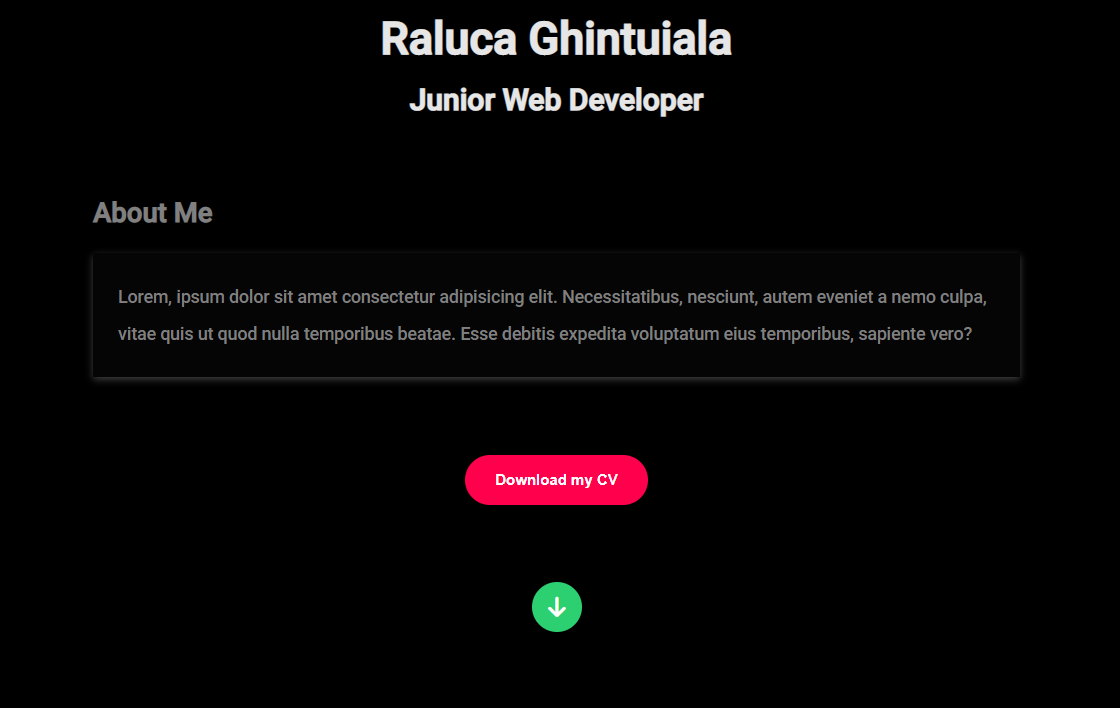 Raluca Ghintuiala
Junior Web Developer
About Me
Lorem, ipsum dolor sit amet consectetur adipisicing elit. Necessitatibus, nesciunt, autem eveniet a nemo culpa,
vitae quis ut quod nulla temporibus beatae. Esse debitis expedita voluptatum eius temporibus, sapiente vero?
Download my CV